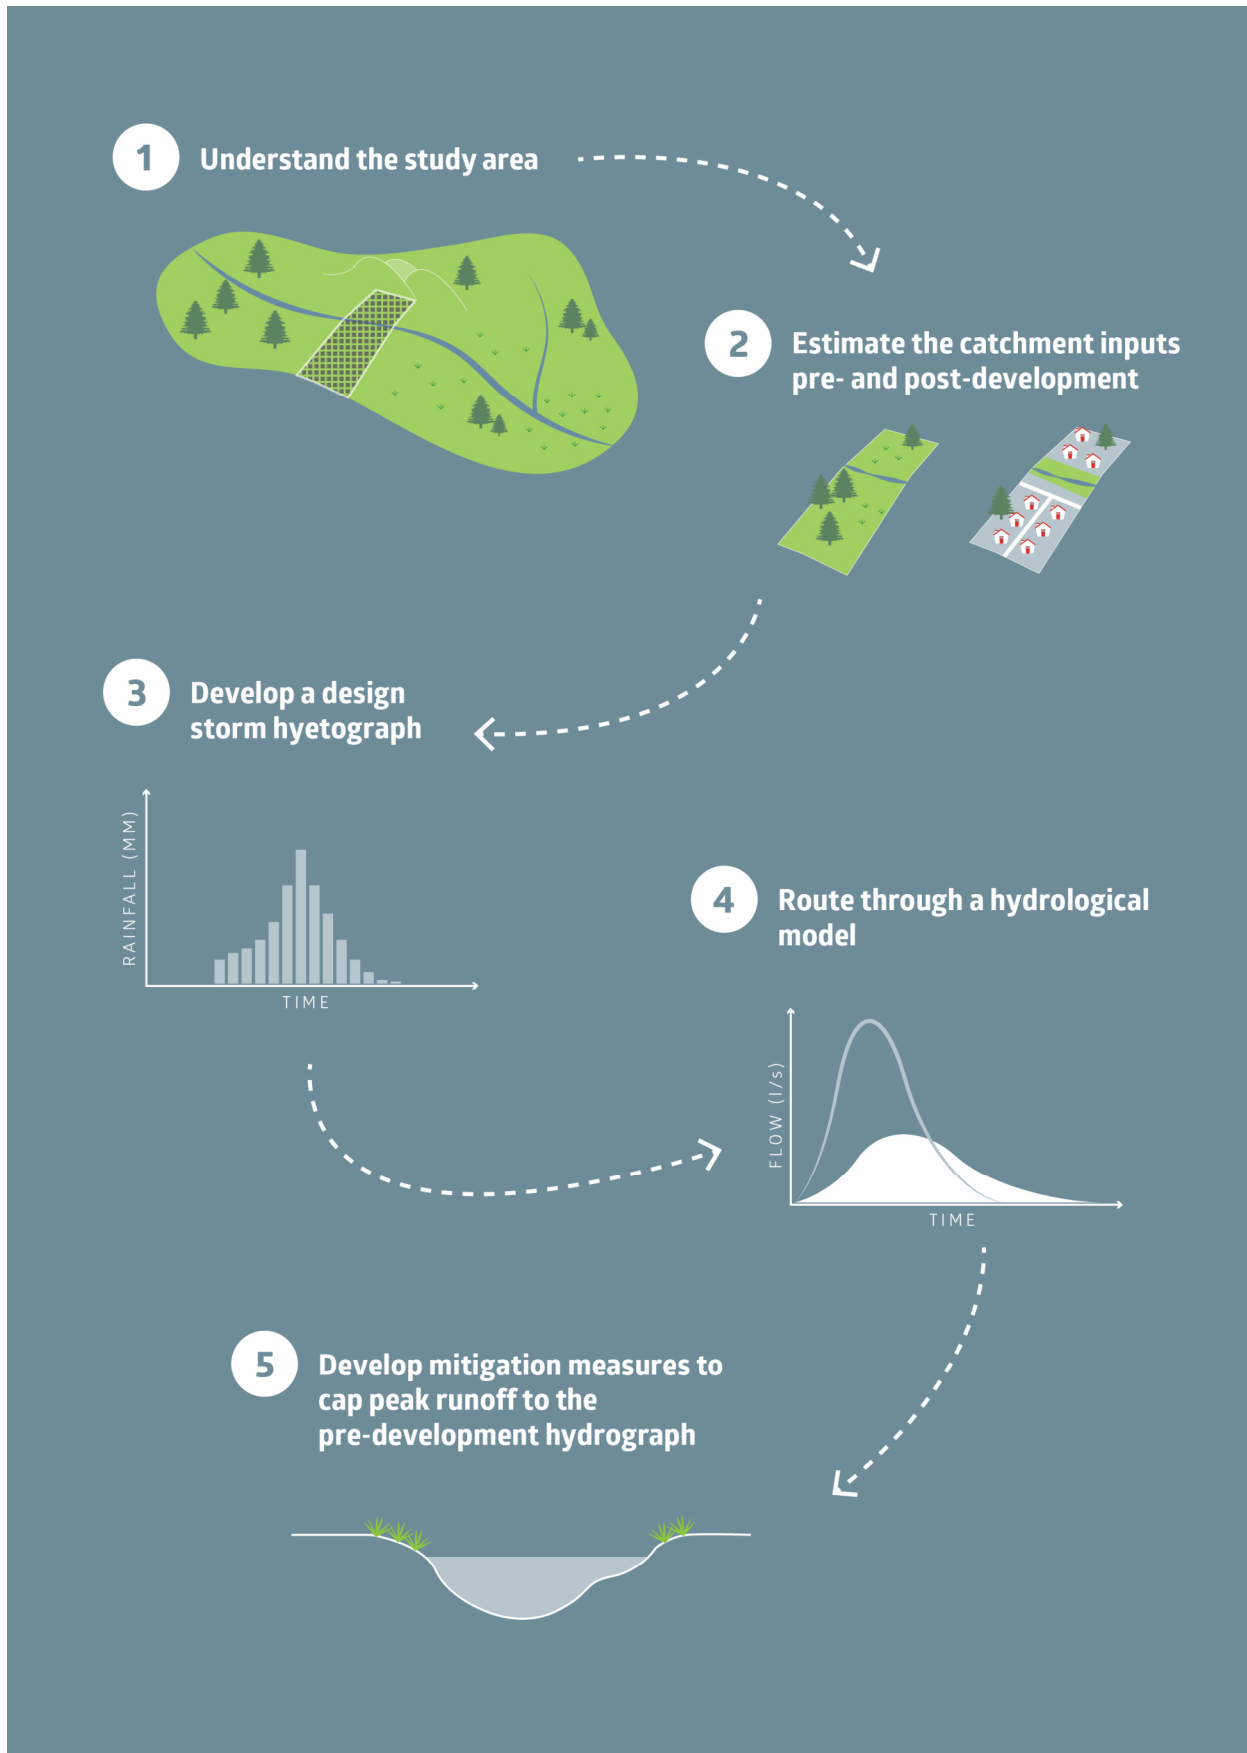 1
Understand the study area
2
Estimate the catchment inputs
pre- and post-development
3
Develop a design
storm hyetograph
RAINFALL (MM)
TIME
4
Route through a hydrological
model
FLOW (l/s)
TIME
5
Develop mitigation measures to
cap peak runoff to the
pre-development hydrograph